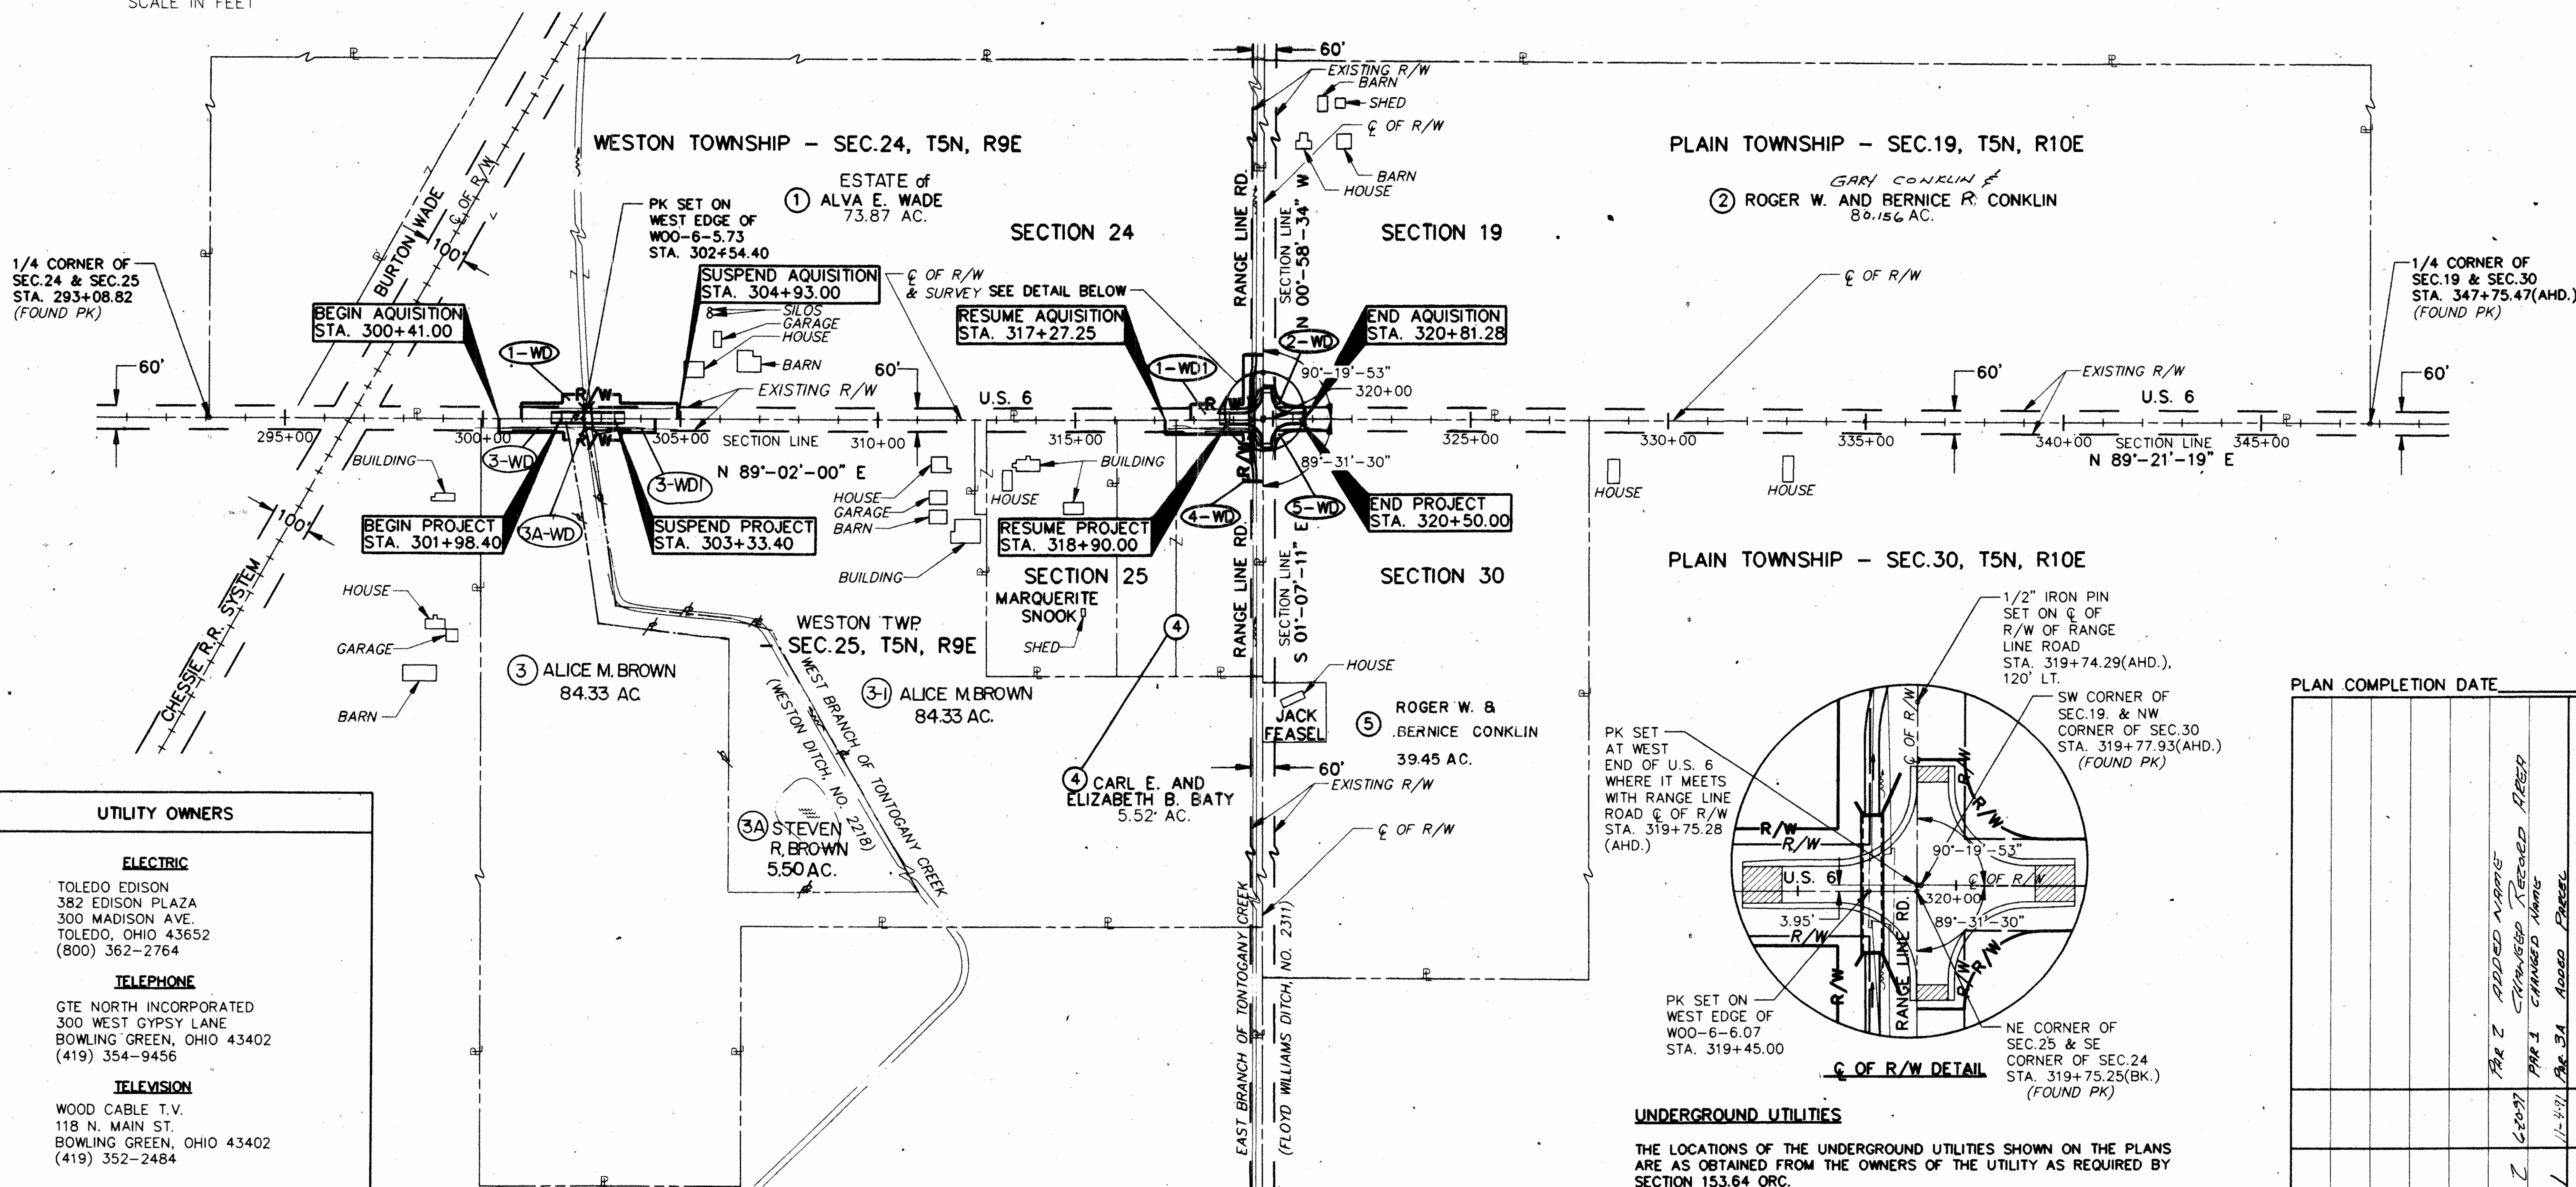 SCALE IN FEET
60'
EXISTING R/W
BARN
SHED
℄ OF R/W
BARN
HOUSE
WESTON TOWNSHIP - SEC.24, T5N, R9E
PLAIN TOWNSHIP - SEC.19, T5N, R10E
ESTATE of
1 ALVA E. WADE
73.87 AC.
GARY CONKLIN &
2 ROGER W. AND BERNICE R. CONKLIN
80.156 AC.
BURTON WADE
℄ OF R/W
100'
PK SET ON
WEST EDGE OF
WOO-6-5.73
STA. 302+54.40
SECTION 24
RANGE LINE RD.
SECTION LINE
N 00°-58'-34" W
SECTION 19
1/4 CORNER OF
SEC.24 & SEC.25
STA. 293+08.82
(FOUND PK)
BEGIN AQUISITION
STA. 300+41.00
SUSPEND AQUISITION
STA. 304+93.00
SILOS
GARAGE
HOUSE
BARN
EXISTING R/W
℄ OF R/W
& SURVEY
SEE DETAIL BELOW
RESUME AQUISITION
STA. 317+27.25
END AQUISITION
STA. 320+81.28
℄ OF R/W
1/4 CORNER OF
SEC.19 & SEC.30
STA. 347+75.47(AHD.)
(FOUND PK)
60'
1-WD
R/W
60'
U.S. 6
1-WD1
R/W
2-WD
90°-19'-53"
320+00
60'
EXISTING R/W
U.S. 6
60'
295+00
300+00
305+00
SECTION LINE
310+00
315+00
325+00
330+00
335+00
340+00
SECTION LINE
345+00
N 89°-02'-00" E
N 89°-21'-19" E
R/W
R/W
89°-31'-30"
BUILDING
3-WD
3A-WD
3-WD1
HOUSE
GARAGE
BARN
BUILDING
HOUSE
BUILDING
4-WD
5-WD
HOUSE
HOUSE
100'
BEGIN PROJECT
STA. 301+98.40
SUSPEND PROJECT
STA. 303+33.40
RESUME PROJECT
STA. 318+90.00
END PROJECT
STA. 320+50.00
CHESSIE R.R. SYSTEM
HOUSE
GARAGE
BARN
SECTION 25
MARQUERITE
SNOOK
SHED
4
RANGE LINE RD.
SECTION LINE
S 01°-07'-11" E
SECTION 30
PLAIN TOWNSHIP - SEC.30, T5N, R10E
WESTON TWP.
SEC.25, T5N, R9E
3 ALICE M. BROWN
84.33 AC
3-1 ALICE M BROWN
84.33 AC.
WEST BRANCH OF TONTOGANY CREEK
(WESTON DITCH, NO. 2218)
3A STEVEN
R. BROWN
5.50 AC.
4 CARL E. AND
ELIZABETH B. BATY
5.52 AC.
HOUSE
JACK
FEASEL
5 ROGER W. &
BERNICE CONKLIN
39.45 AC.
60'
EXISTING R/W
℄ OF R/W
EAST BRANCH OF TONTOGANY CREEK
(FLOYD WILLIAMS DITCH, NO. 2311)
UTILITY OWNERS
ELECTRIC
TOLEDO EDISON
382 EDISON PLAZA
300 MADISON AVE.
TOLEDO, OHIO 43652
(800) 362-2764
TELEPHONE
GTE NORTH INCORPORATED
300 WEST GYPSY LANE
BOWLING GREEN, OHIO 43402
(419) 354-9456
TELEVISION
WOOD CABLE T.V.
118 N. MAIN ST.
BOWLING GREEN, OHIO 43402
(419) 352-2484
1/2" IRON PIN
SET ON ℄ OF
R/W OF RANGE
LINE ROAD
STA. 319+74.29(AHD.),
120' LT.
SW CORNER OF
SEC.19. & NW
CORNER OF SEC.30
STA. 319+77.93(AHD.)
(FOUND PK)
PK SET
AT WEST
END OF U.S. 6
WHERE IT MEETS
WITH RANGE LINE
ROAD ℄ OF R/W
STA. 319+75.28
(AHD.)
℄ OF R/W
R/W
R/W
R/W
R/W
90°-19'-53"
U.S. 6
℄ OF R/W
320+00
3.95'
89°-31'-30"
R/W
R/W
RANGE LINE RD.
R/W
R/W
PK SET ON
WEST EDGE OF
WOO-6-6.07
STA. 319+45.00
NE CORNER OF
SEC.25 & SE
CORNER OF SEC.24
STA. 319+75.25(BK.)
(FOUND PK)
℄ OF R/W DETAIL
UNDERGROUND UTILITIES
THE LOCATIONS OF THE UNDERGROUND UTILITIES SHOWN ON THE PLANS
ARE AS OBTAINED FROM THE OWNERS OF THE UTILITY AS REQUIRED BY
SECTION 153.64 ORC.
PLAN COMPLETION DATE
PAR 2 ADDED NAME
CHANGED RECORD AREA
PAR 1 CHANGED NAME
PAR. 3A ADDED PARCEL
2
6-20-97
11-4-91